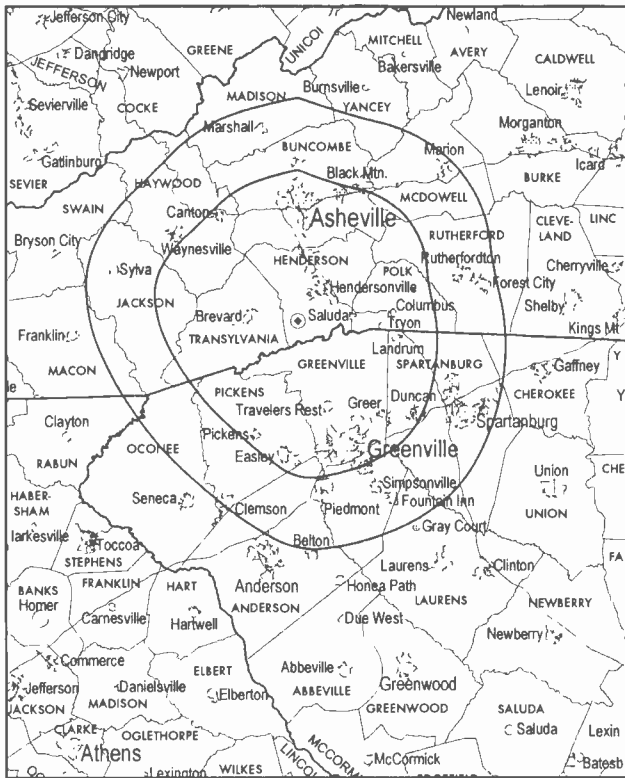 Jefferson City
Newland
GREENE
UNICOI
MITCHELL
AVERY
Dandridge
Bakersville
CALDWELL
JEFFERSON
Newport
Burnsville
Lenoir
Sevierville
MADISON
YANCEY
COCKE
Marshall
Morganton
BUNCOMBE
Marion
Gatlinburg
Icard
Black Mtn.
SEVIER
HAYWOOD
BURKE
MCDOWELL
SWAIN
Canton
Asheville
RUTHERFORD
CLEVE-
LAND
LINC
Waynesville
Bryson City
HENDERSON
Rutherfordton
Sylva
POLK
Cherryville
Hendersonville
Forest City
JACKSON
Shelby
Brevard
Saluda
Columbus
Tryon
Kings Mt
Franklin
TRANSYLVANIA
Landrum
GREENVILLE
SPARTANBURG
Gaffney
MACON
PICKENS
Duncan
CHEROKEE
Y
Travelers Rest
Greer
Clayton
Spartanburg
Pickens
OCONEE
Greenville
RABUN
Easley
Union
CHE
Simpsonville
HABER-
SHAM
Seneca
Fountain Inn
Clemson
Piedmont
UNION
Gray Court
larkesville
Belton
Toccoa
FA
STEPHENS
Laurens
Clinton
FRANKLIN
HART
Anderson
Honea Path
BANKS
Homer
LAURENS
NEWBERRY
Carnesville
ANDERSON
Hartwell
Due West
Newberry
Commerce
ELBERT
Abbeville
Jefferson
Danielsville
Elberton
Greenwood
JACKSON
MADISON
ABBEVILLE
GREENWOOD
SALUDA
CLARKE
OGLETHORPE
Saluda
Lexin
Athens
MCCORM
McCormick
LINCOL
Lexington
WILKES
Batesb